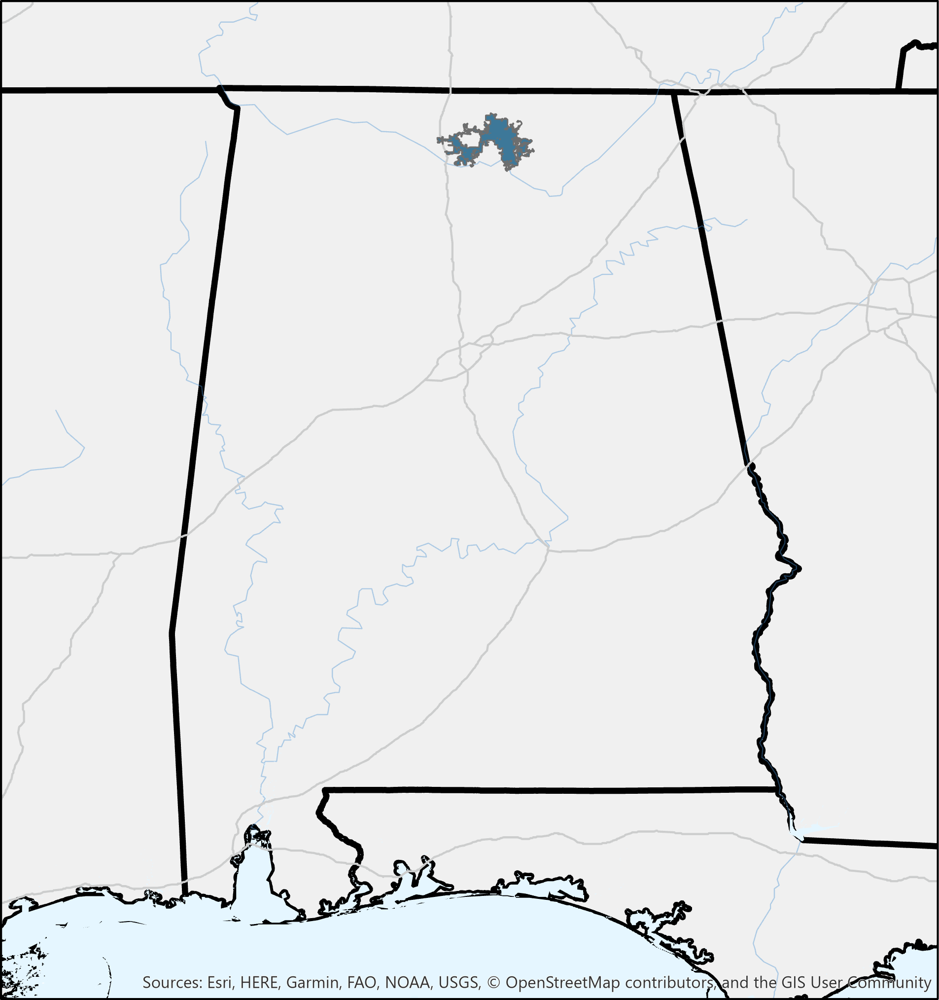 Sources: Esri, HERE, Garmin, FAO, NOAA, USGS, © OpenStreetMap contributors, and the GIS User Community